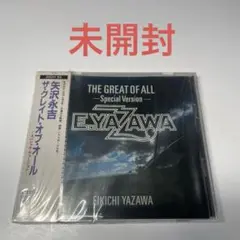 未開封
THE GREAT OF ALL
Special Version
E.YAZAWA
EIKICHI YAZAWA
矢沢永吉
ザ・グレイト・オブ・オール